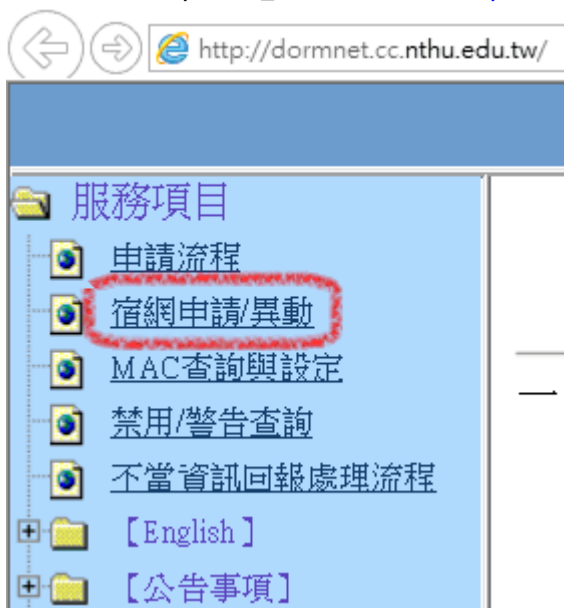 http://dormnet.cc.nthu.edu.tw/
服務項目
申請流程
宿網申請/異動
MAC查詢與設定
一
禁用/警告查詢
不當資訊回報處理流程
【English】
【公告事項】